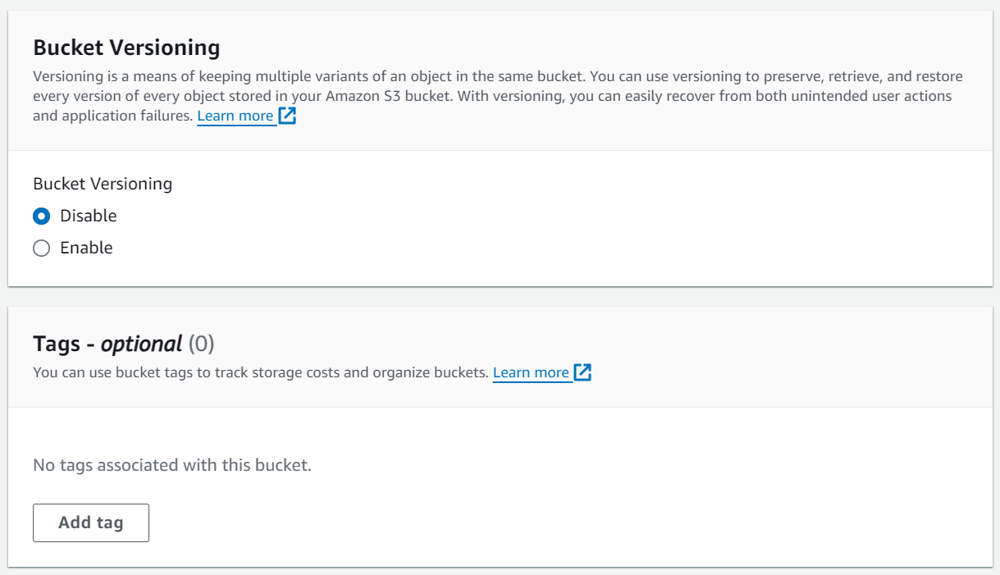 Bucket Versioning
Versioning is a means of keeping multiple variants of an object in the same bucket. You can use versioning to preserve, retrieve, and restore
every version of every object stored in your Amazon S3 bucket. With versioning, you can easily recover from both unintended user actions
and application failures. Learn more
Bucket Versioning
Disable
Enable
Tags - optional (0)
You can use bucket tags to track storage costs and organize buckets. Learn more
No tags associated with this bucket.
Add tag